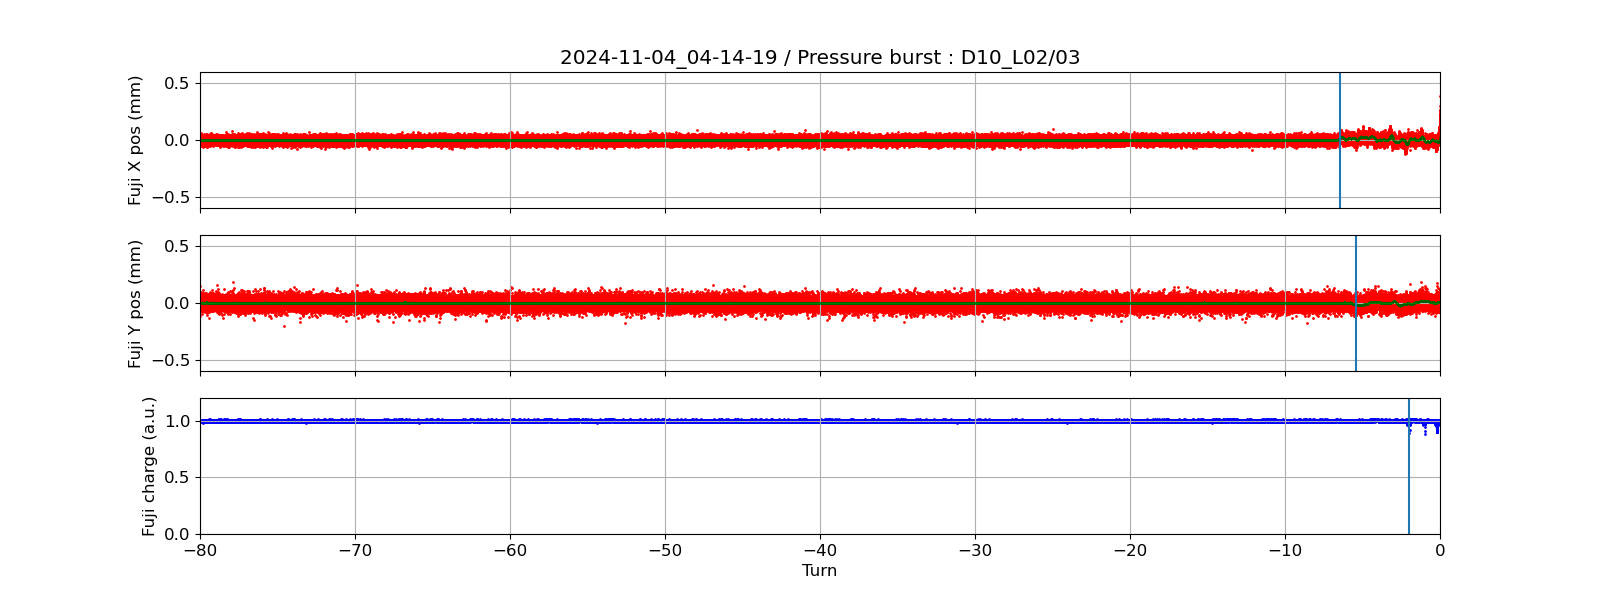 2024-11-04_04-14-19 / Pressure burst : D10_L02/03
Fuji X pos (mm)
0.5
0.0
−0.5
Fuji Y pos (mm)
0.5
0.0
−0.5
Fuji charge (a.u.)
1.0
0.5
0.0
−80 −70 −60 −50 −40 −30 −20 −10 0
Turn